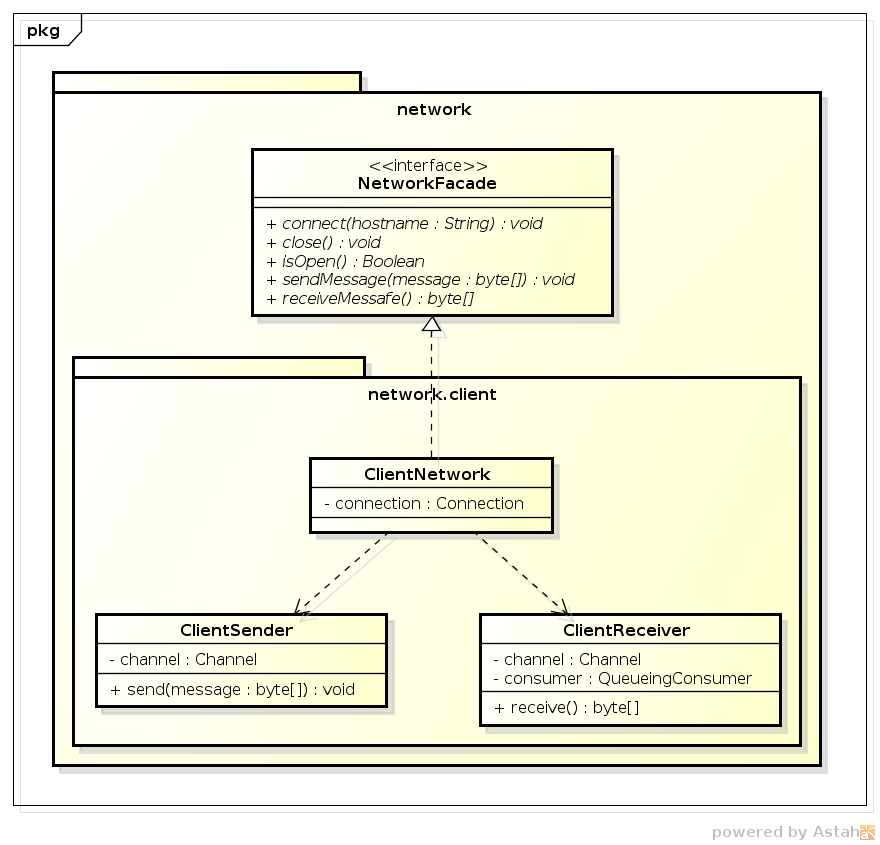 pkg
network
<<interface>>
NetworkFacade
+ connect(hostname : String) : void
+ close() : void
+ isOpen() : Boolean
+ sendMessage(message : byte[]) : void
+ receiveMessafe() : byte[]
network.client
ClientNetwork
- connection : Connection
ClientSender
- channel : Channel
+ send(message : byte[]) : void
ClientReceiver
- channel : Channel
- consumer : QueueingConsumer
+ receive() : byte[]
powered by Astah